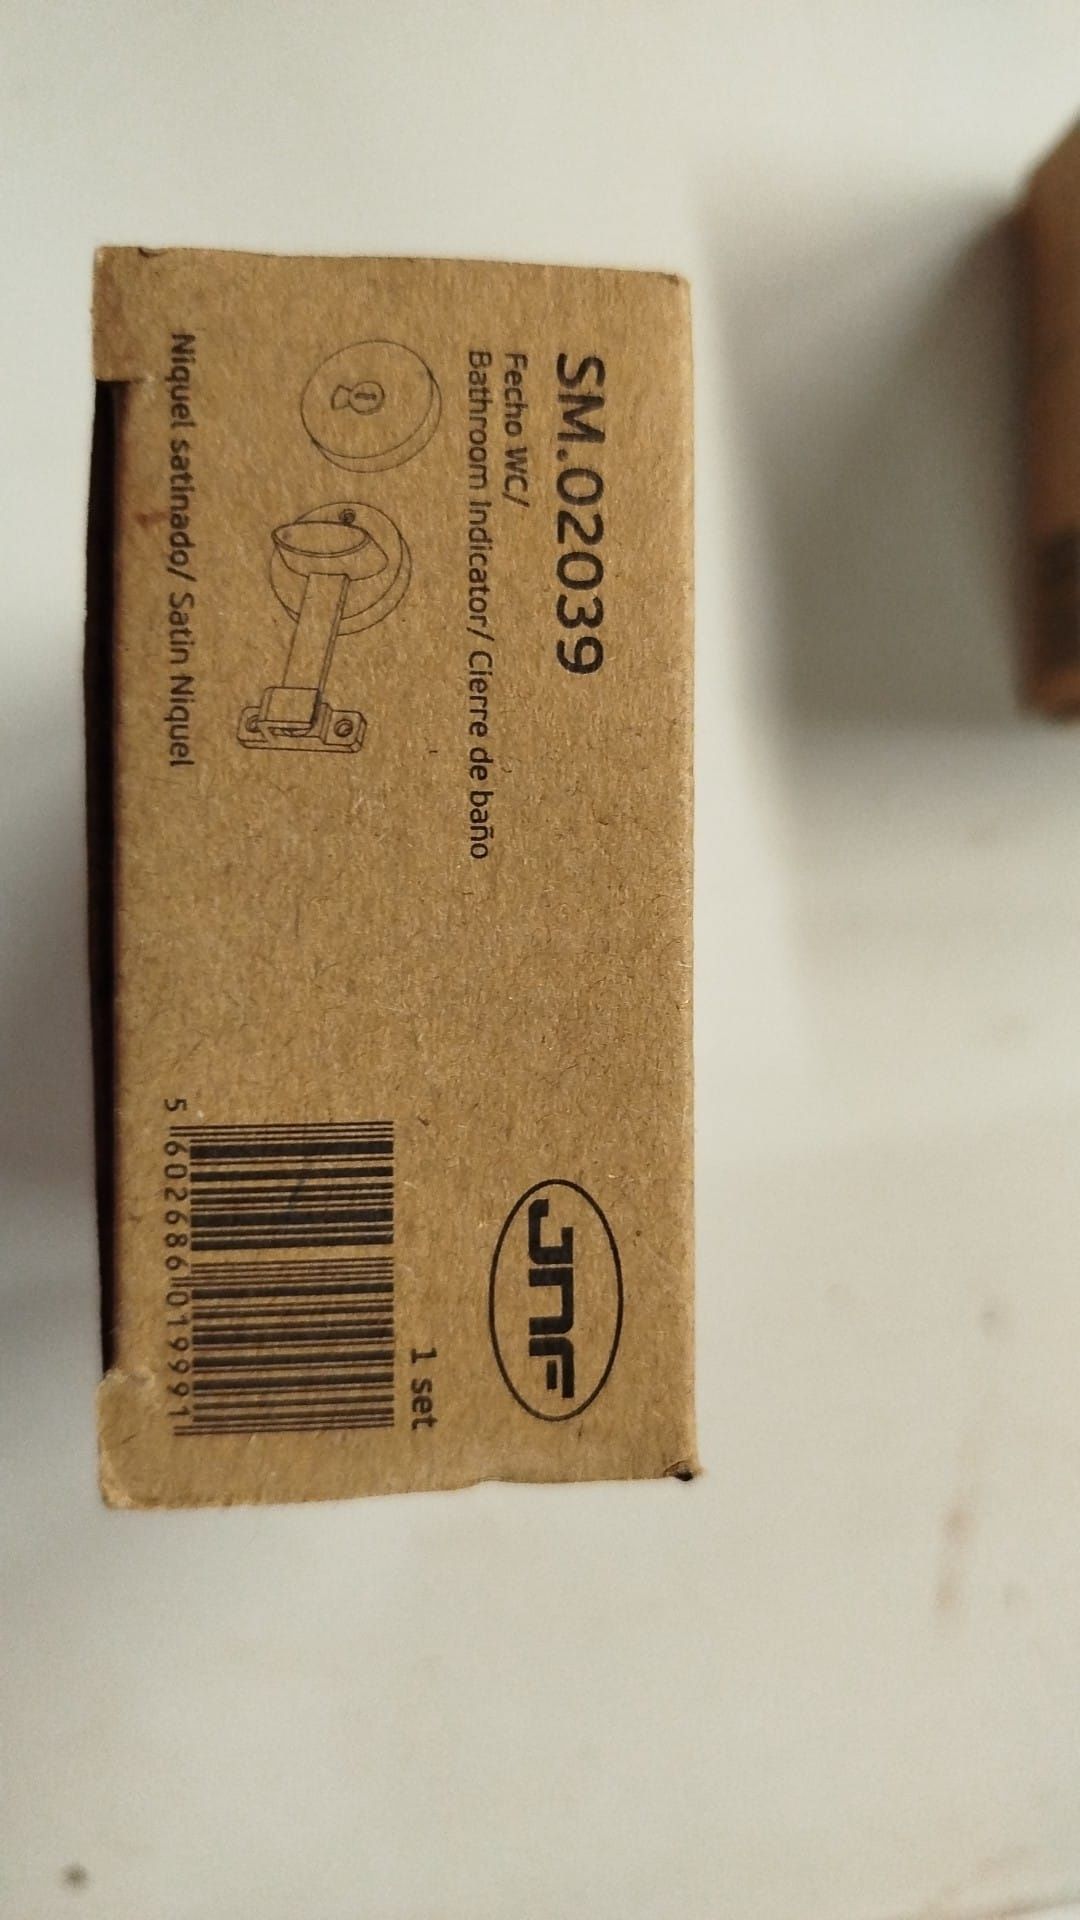 SM.02039
Fecho WC/
Bathroom Indicator/ Cierre de baño
Niquel satinado/ Satin Niquel
JNF
1 set
5 602686 019991